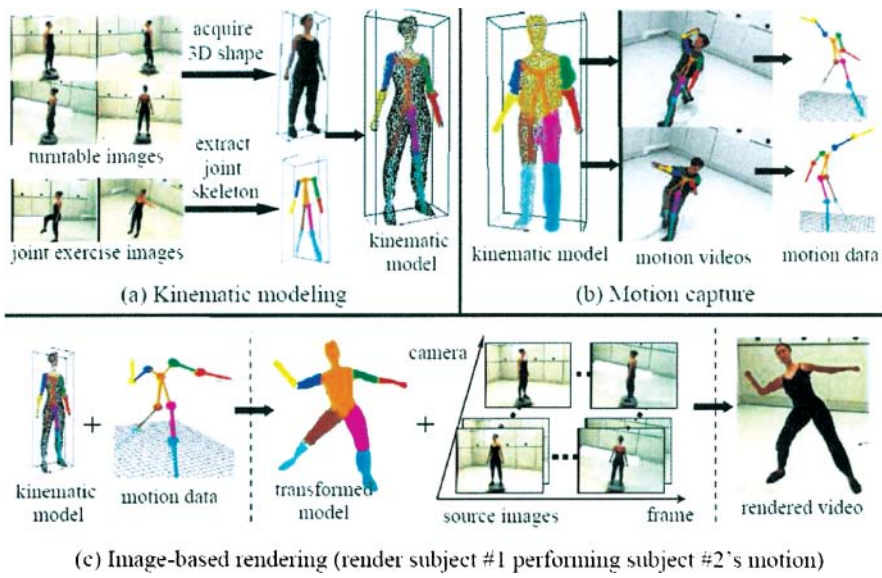 acquire
3D shape
turntable images
extract
joint
skeleton
joint exercise images
kinematic
model
(a) Kinematic modeling
kinematic model
motion videos
motion data
(b) Motion capture
kinematic
model
+
motion data
transformed
model
+
camera
source images
frame
rendered video
(c) Image-based rendering (render subject #1 performing subject #2's motion)